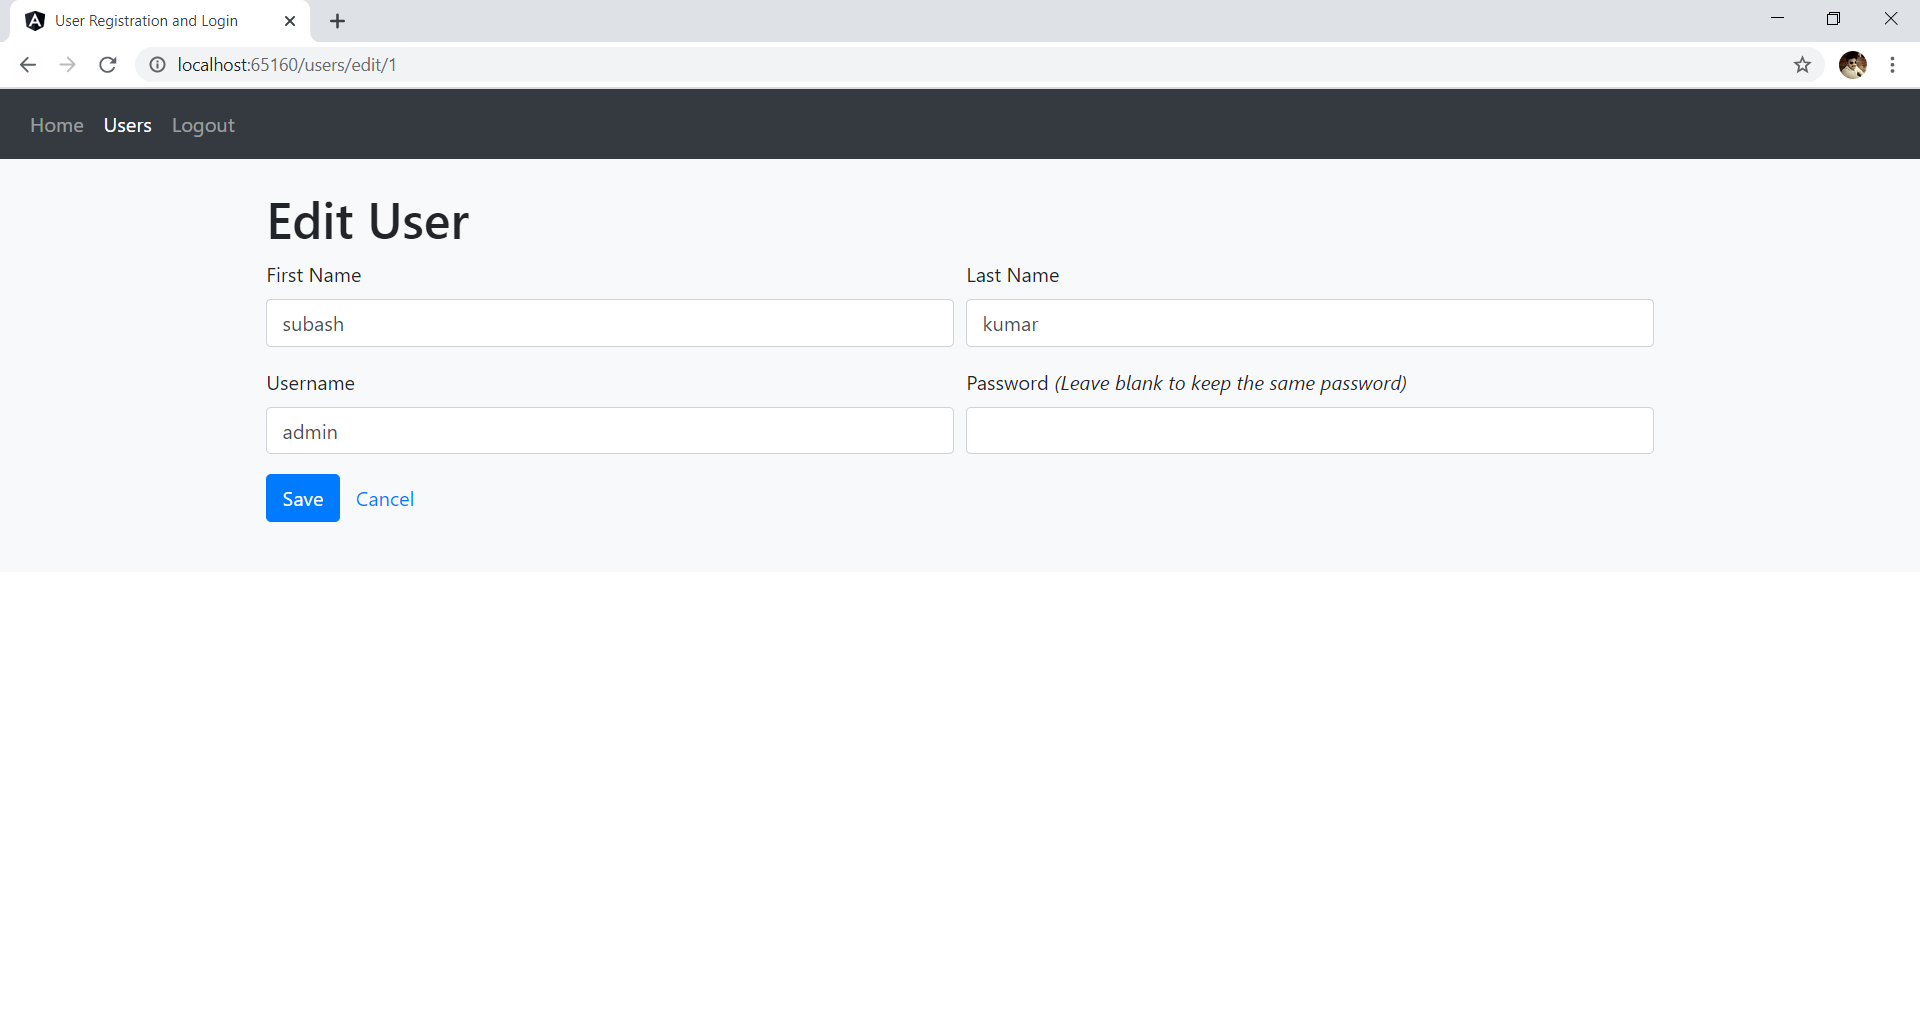 User Registration and Login
localhost:65160/users/edit/1
Home Users Logout
Edit User
First Name Last Name
subash kumar
Username Password (Leave blank to keep the same password)
admin
Save Cancel